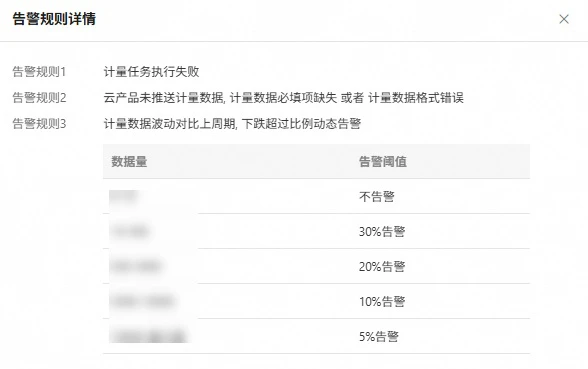 告警规则详情
告警规则1 计量任务执行失败
告警规则2 云产品未推送计量数据, 计量数据必填项缺失 或者 计量数据格式错误
告警规则3 计量数据波动对比上周期, 下跌超过比例动态告警
数据量 告警阈值
不告警
30%告警
20%告警
10%告警
5%告警